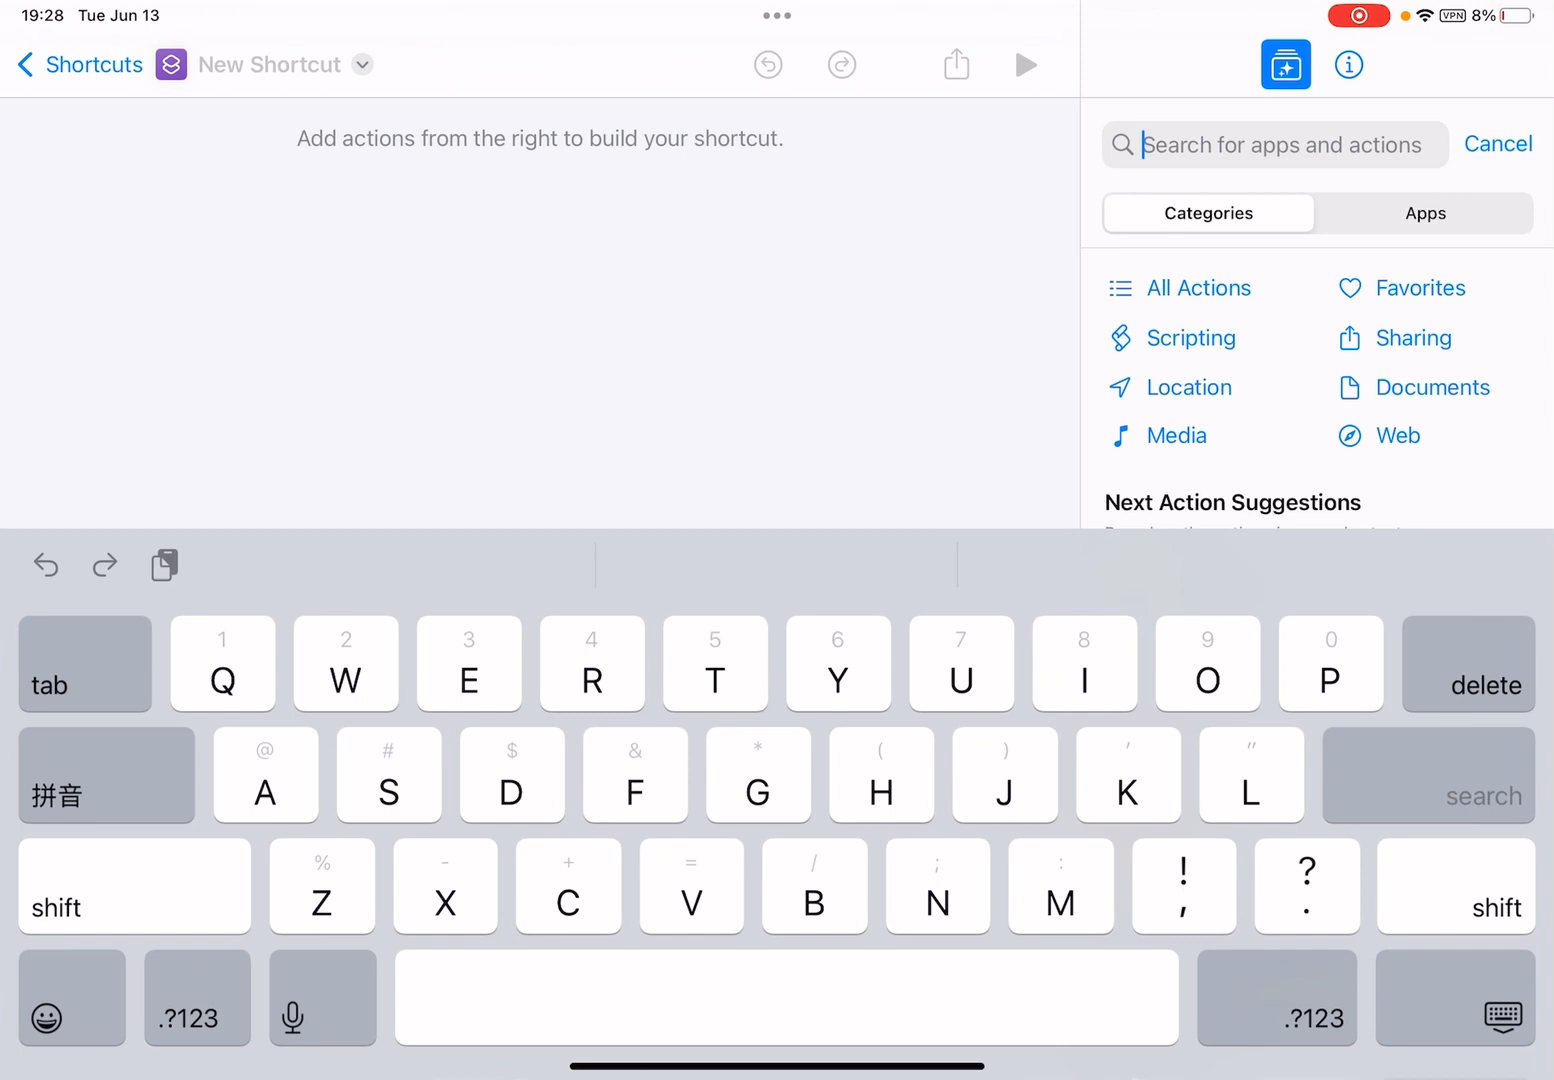 19:28 Tue Jun 13
VPN 8%
Shortcuts New Shortcut
Add actions from the right to build your shortcut.
Search for apps and actions Cancel
Categories Apps
All Actions Favorites
Scripting Sharing
Location Documents
Media Web
Next Action Suggestions
1 2 3 4 5 6 7 8 9 0
tab Q W E R T Y U I O P delete
@ # $ & * ( ) ' "
拼音 A S D F G H J K L search
% - + = / ; : ! ?
shift Z X C V B N M , . shift
.?123 .?123